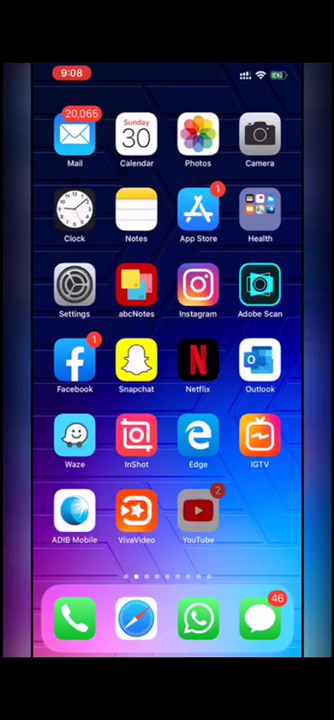 9:08
20,065
Sunday
30
Mail
Calendar
Photos
Camera
1
Clock
Notes
App Store
Health
Settings
abcNotes
Instagram
Adobe Scan
1
Facebook
Snapchat
Netflix
Outlook
Waze
InShot
Edge
IGTV
2
ADIB Mobile
VivaVideo
YouTube
46